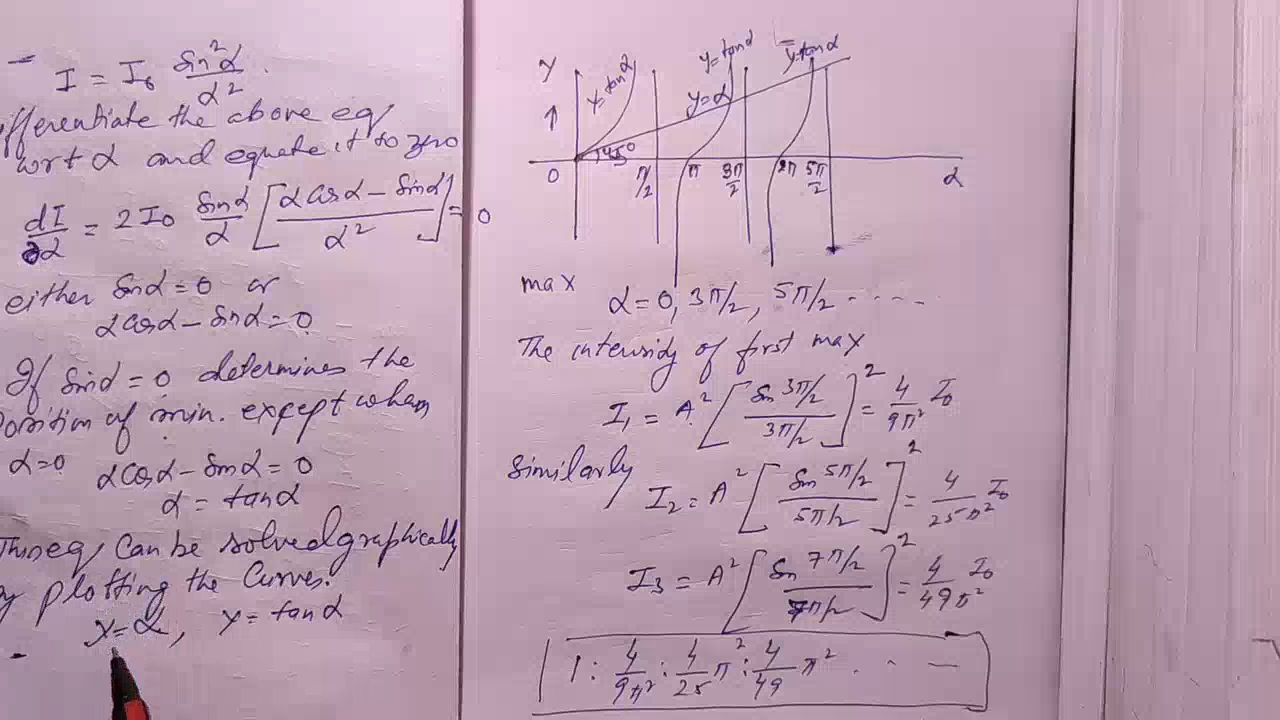 I = I₀ sin²α / α².
ifferentiate the above eq
wrt α and equate it to zero
dI/dα = 2I₀ sinα/α [ (α cosα - sinα) / α² ] = 0
either sinα = 0 or
α cosα - sinα = 0
If sinα = 0 determines the
position of min. except when
α=0 α cosα - sinα = 0
α = tanα
This eq can be solved graphically
by plotting the curves.
y=α, y = tanα
Y
↑
y=tanα
y=tanα
y=tanα
y=α
45°
0 π/2 π 3π/2 2π 5π/2 α
max α = 0, 3π/2, 5π/2 - - - - -
The intensity of first max
I₁ = A² [ sin 3π/2 / 3π/2 ]² = 4/9π² I₀
Similarly
I₂ = A² [ sin 5π/2 / 5π/2 ]² = 4/25π² I₀
I₃ = A² [ sin 7π/2 / 7π/2 ]² = 4/49π² I₀
1 : 4/9π² : 4/25 π² : 4/49 π² - - —